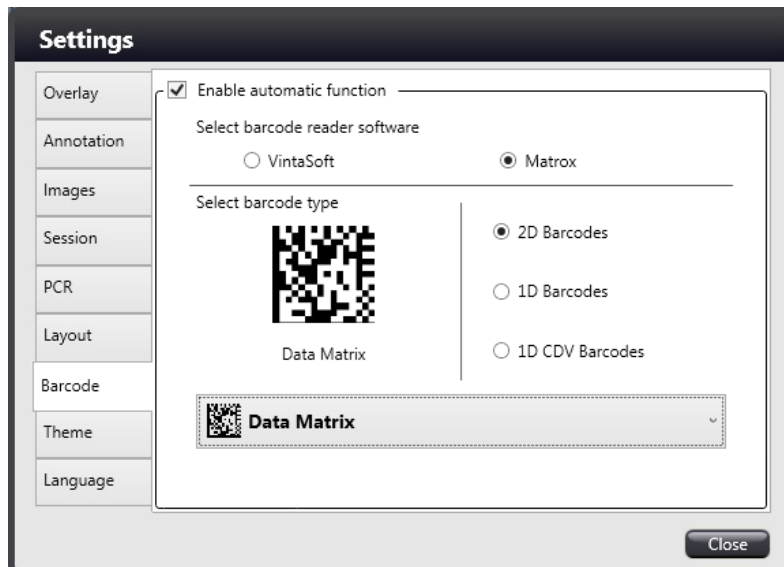 Settings
Overlay
Annotation
Images
Session
PCR
Layout
Barcode
Theme
Language
Enable automatic function
Select barcode reader software
VintaSoft Matrox
Select barcode type
Data Matrix
2D Barcodes
1D Barcodes
1D CDV Barcodes
Data Matrix
Close